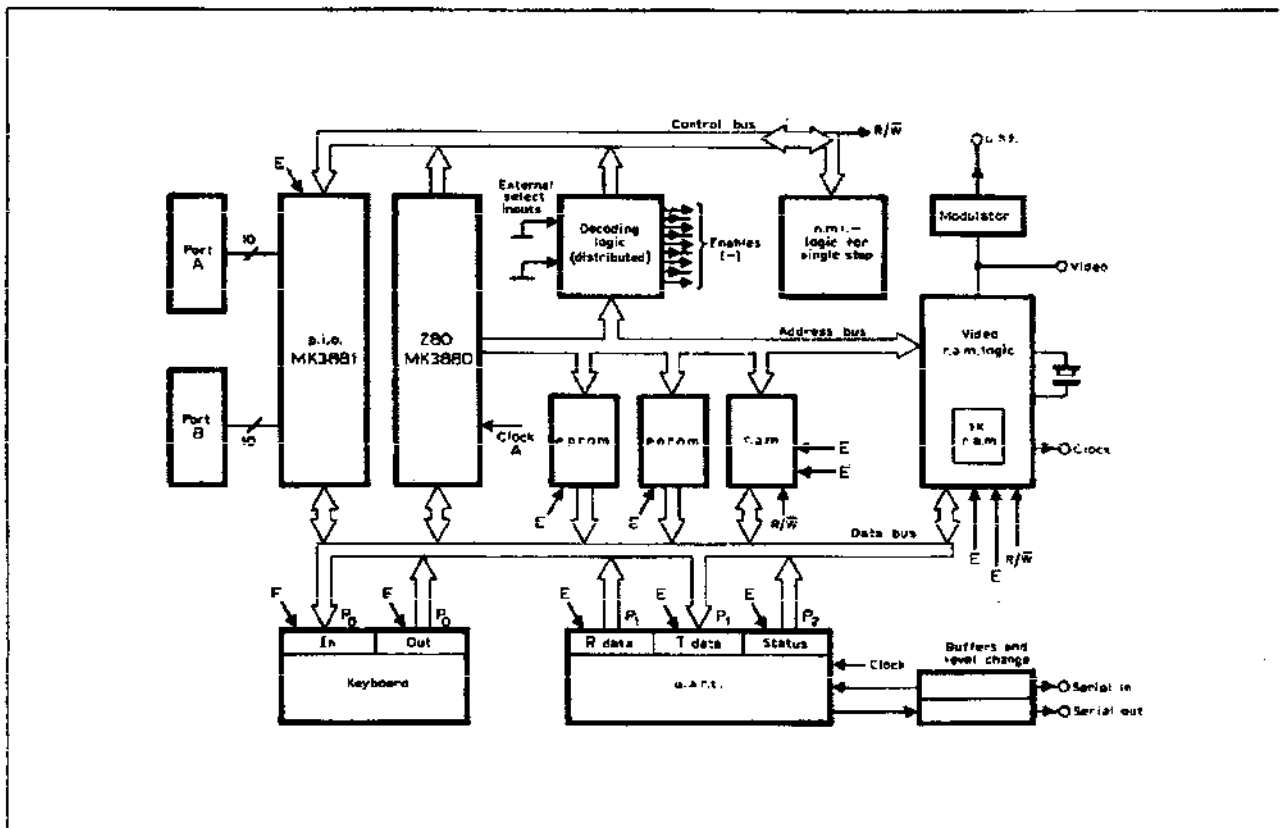 Control bus
R/W̅
u.h.f.
E
External
select
inputs
Decoding
logic
(distributed)
Enables
[-]
n.m.i.-
logic for
single step
Modulator
Video
Port
A
10
p.i.o.
MK3881
Z80
MK3880
Address bus
Video
r.a.m. logic
Port
B
15
Clock
A
e.p.rom
e.p.rom
r.a.m
E
E
1k
r.a.m
Clock
E
E
R/W̅
Data bus
E
E
R/W̅
E
P0
E
P0
E
P1
E
P1
E
P2
In
Out
R data
T data
Status
Keyboard
u.a.r.t.
Clock
Buffers and
level change
Serial in
Serial out